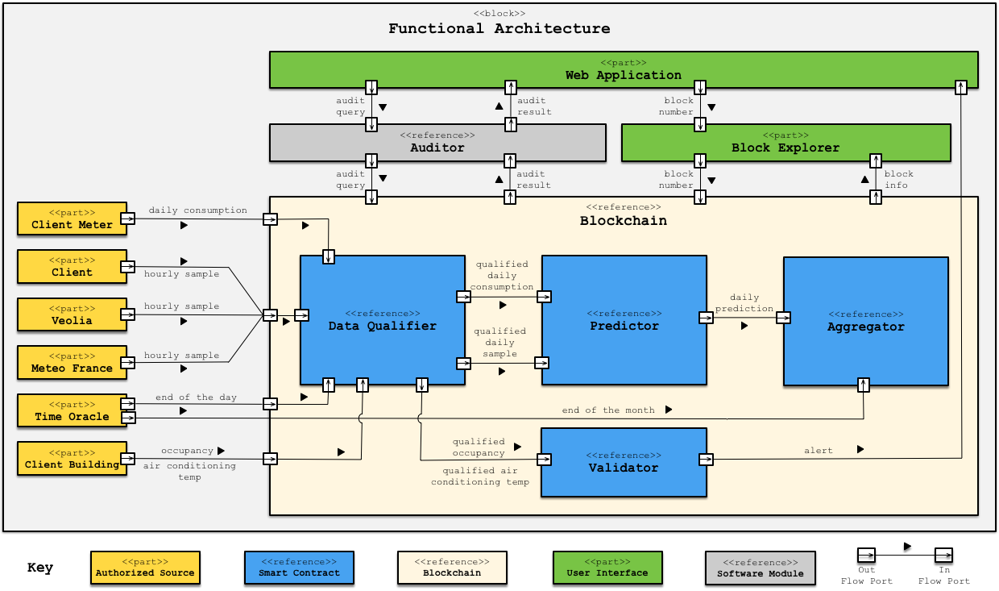 <<block>>
Functional Architecture
<<part>>
Web Application
audit
query
audit
result
block
number
<<reference>>
Auditor
<<part>>
Block Explorer
audit
query
audit
result
block
number
block
info
<<reference>>
Blockchain
<<part>>
Client Meter
daily consumption
<<part>>
Client
hourly sample
<<part>>
Veolia
hourly sample
<<part>>
Meteo France
hourly sample
<<part>>
Time Oracle
end of the day
end of the month
<<part>>
Client Building
occupancy
air conditioning
temp
<<reference>>
Data Qualifier
qualified
daily
consumption
qualified
daily
sample
<<reference>>
Predictor
daily
prediction
<<reference>>
Aggregator
qualified
occupancy
qualified air
conditioning temp
<<reference>>
Validator
alert
Key
<<part>>
Authorized Source
<<reference>>
Smart Contract
<<reference>>
Blockchain
<<part>>
User Interface
<<reference>>
Software Module
Out
Flow Port
In
Flow Port